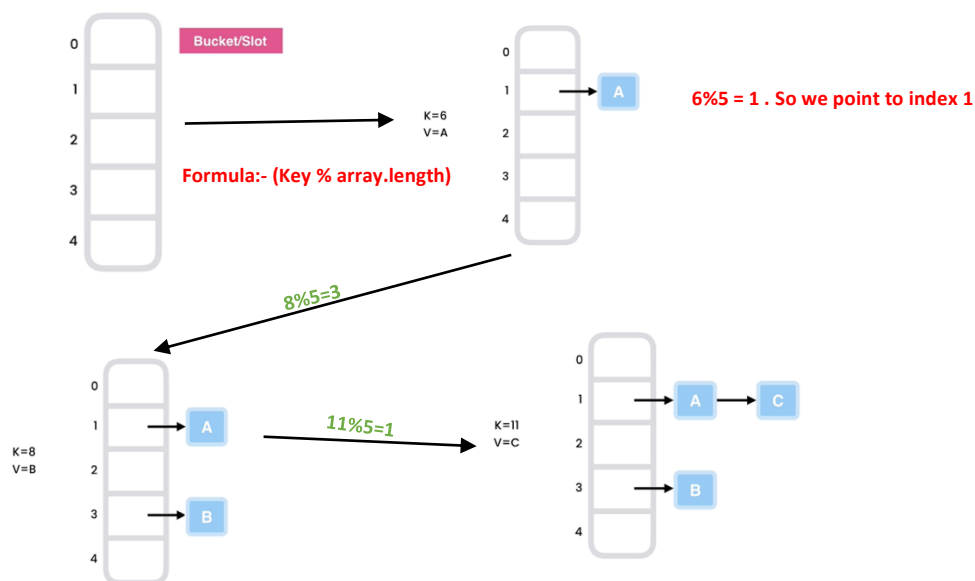 0
Bucket/Slot
1
2
3
4
K=6
V=A
Formula:- (Key % array.length)
0
1
A
2
3
4
6%5 = 1 . So we point to index 1
8%5=3
K=8
V=B
0
1
A
2
3
B
4
11%5=1
K=11
V=C
0
1
A
C
2
3
B
4